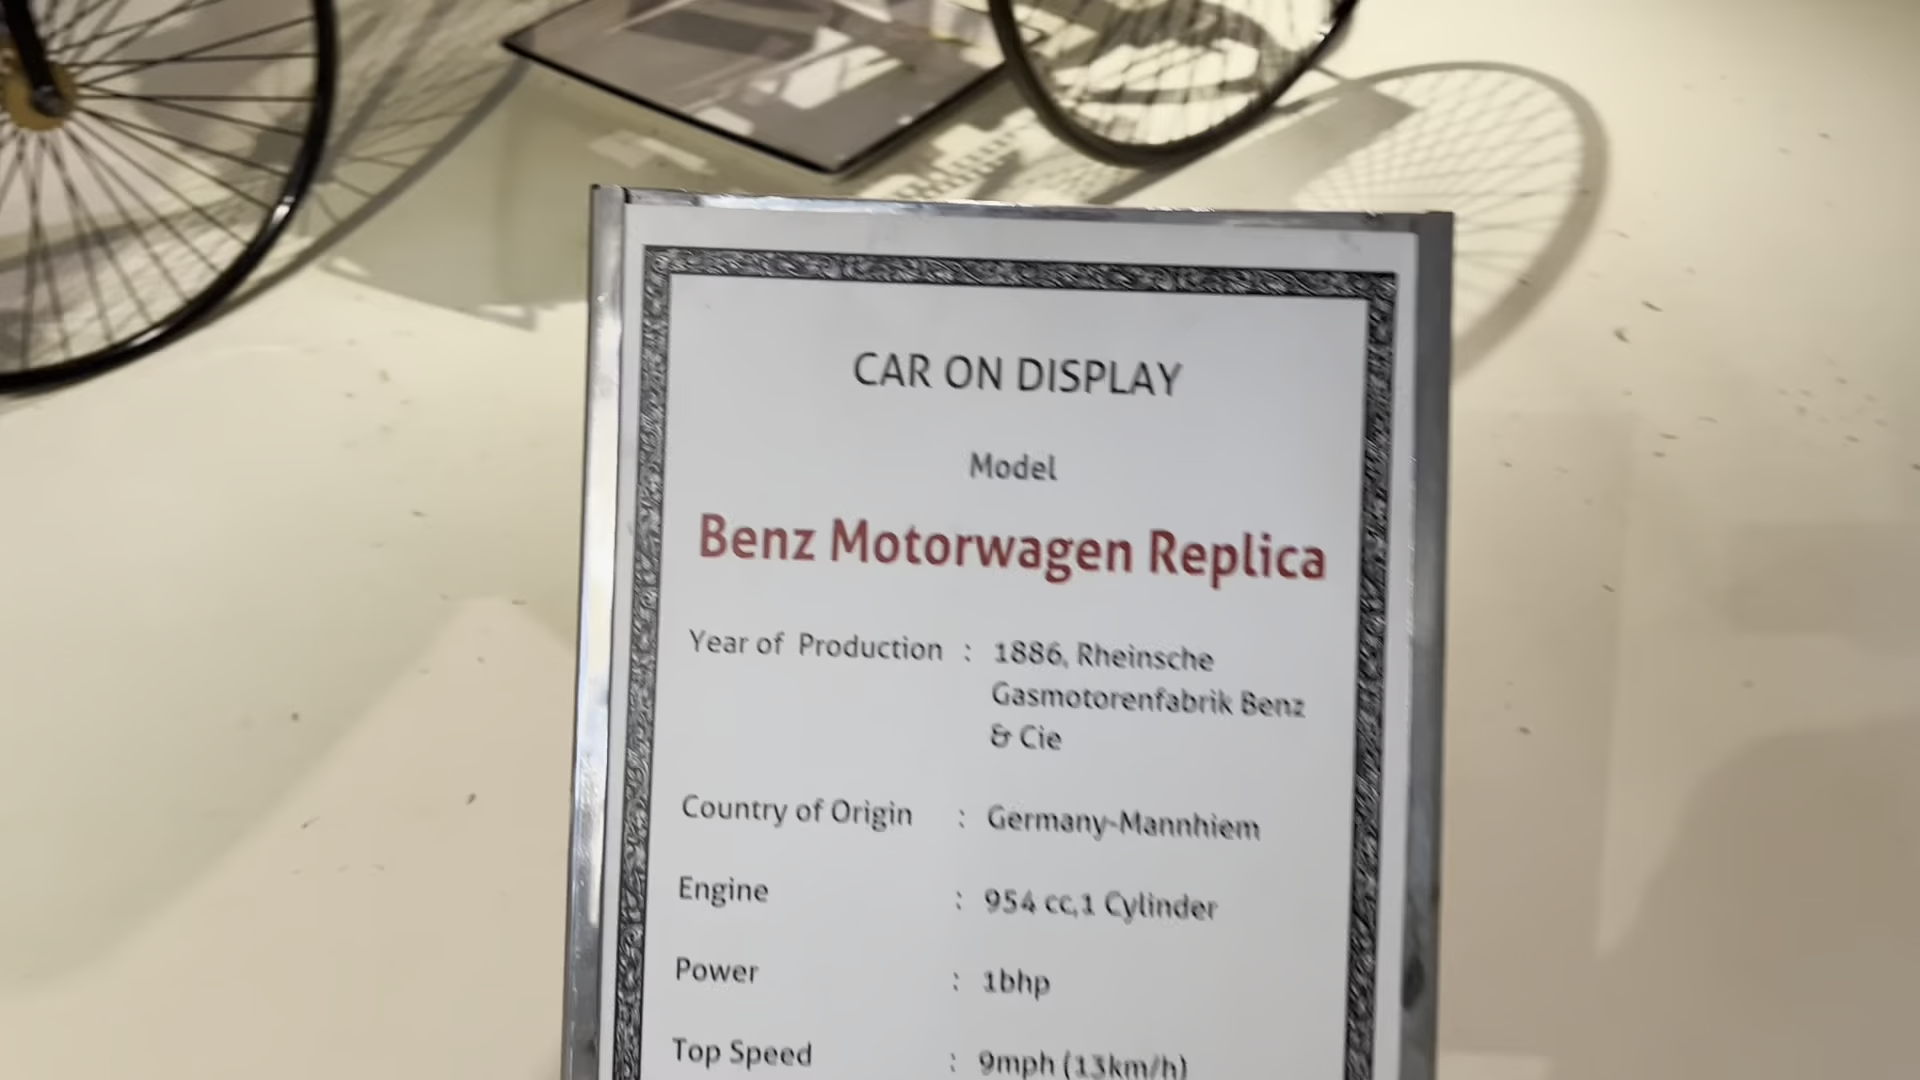 CAR ON DISPLAY
Model
Benz Motorwagen Replica
Year of Production : 1886, Rheinsche
Gasmotorenfabrik Benz
& Cie
Country of Origin : Germany-Mannhiem
Engine : 954 cc,1 Cylinder
Power : 1bhp
Top Speed : 9mph (13km/h)